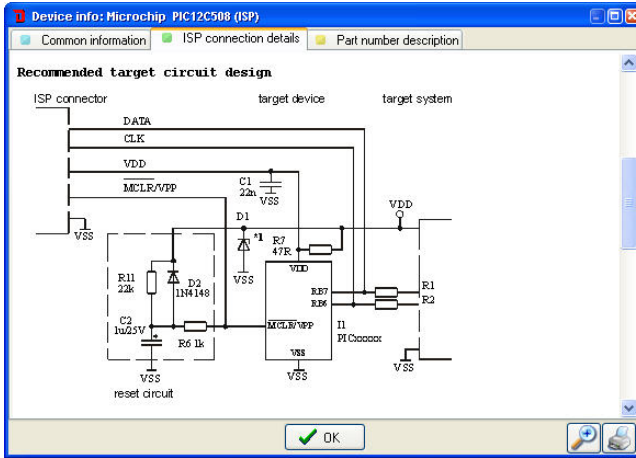 Device info: Microchip PIC12C508 (ISP)
Common information
ISP connection details
Part number description
Recommended target circuit design
ISP connector
target device
target system
DATA
CLK
VDD
MCLR/VPP
C1
22n
VSS
VSS
VDD
D1
*1
R7
47R
VSS
VDD
R11
22k
D2
1N4148
RB7
RB6
R1
R2
C2
1u/25V
R6 1k
MCLR/VPP
I1
PICxxxxx
VSS
VSS
VSS
VSS
reset circuit
OK